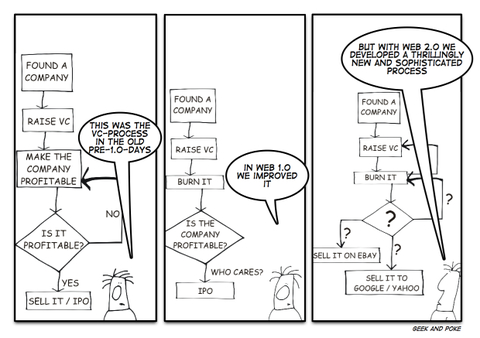 FOUND A
COMPANY
RAISE VC
MAKE THE
COMPANY
PROFITABLE
THIS WAS THE
VC-PROCESS
IN THE OLD
PRE-1.0-DAYS
NO
IS IT
PROFITABLE?
YES
SELL IT / IPO
FOUND A
COMPANY
RAISE VC
BURN IT
IN WEB 1.0
WE IMPROVED
IT
IS THE
COMPANY
PROFITABLE?
WHO CARES?
IPO
BUT WITH WEB 2.0 WE
DEVELOPED A THRILLINGLY
NEW AND SOPHISTICATED
PROCESS
FOUND A
COMPANY
RAISE VC
BURN IT
?
?
?
?
SELL IT ON EBAY
SELL IT TO
GOOGLE / YAHOO
GEEK AND POKE